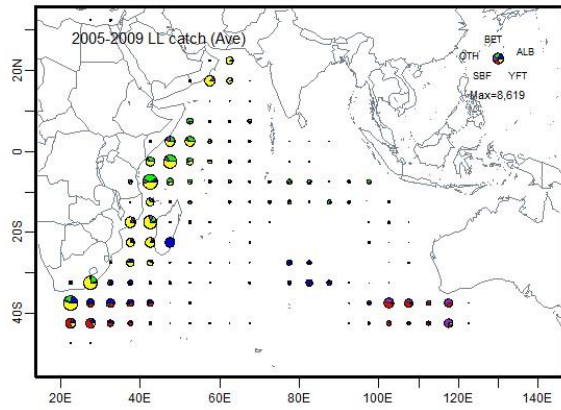 2005-2009 LL catch (Ave)
BET
OTH
ALB
SBF
YFT
Max=8,619
20N
0
20S
40S
20E
40E
60E
80E
100E
120E
140E